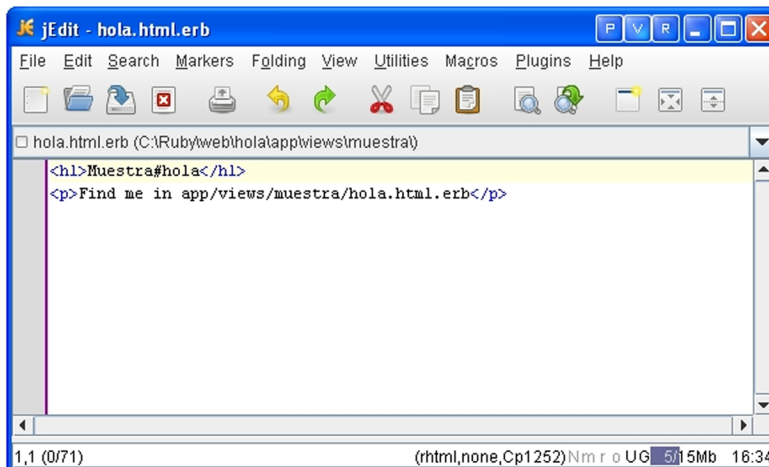 jEdit - hola.html.erb
P V R
File Edit Search Markers Folding View Utilities Macros Plugins Help
hola.html.erb (C:\Ruby\web\hola\app\views\muestra\)
<h1>Muestra#hola</h1>
<p>Find me in app/views/muestra/hola.html.erb</p>
1,1 (0/71) (rhtml,none,Cp1252) N m r o U G 5/15Mb 16:34